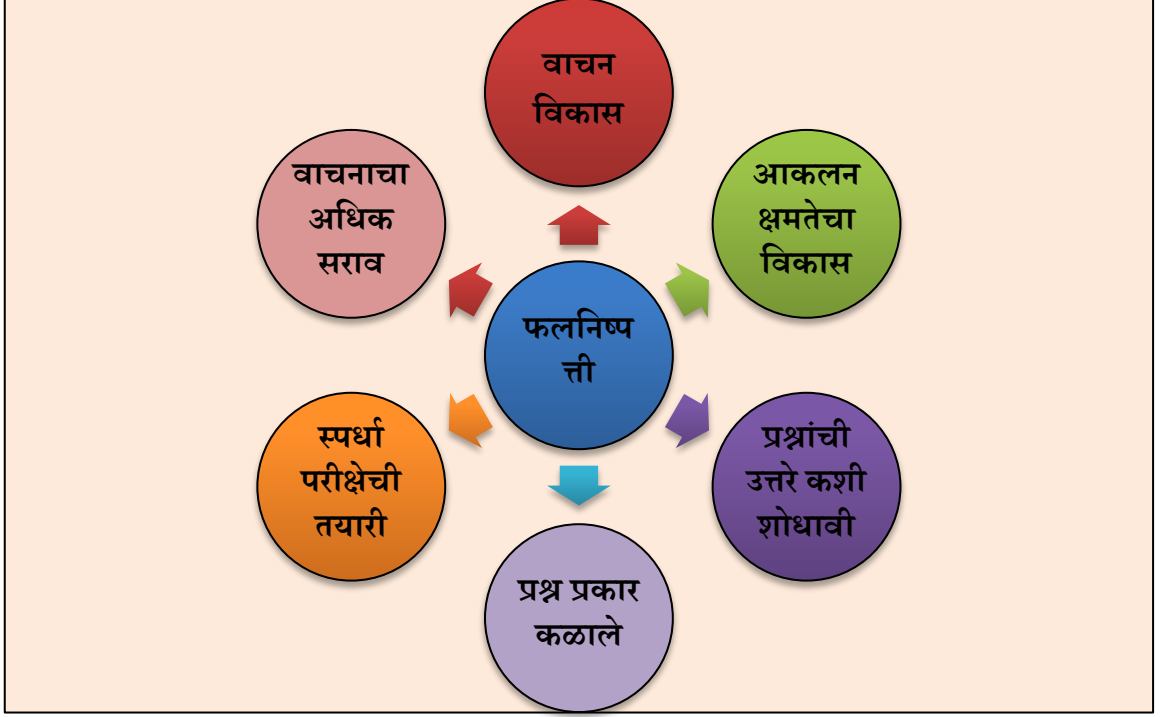 वाचन
विकास
आकलन
क्षमतेचा
विकास
प्रश्नांची
उत्तरे कशी
शोधावी
प्रश्न प्रकार
कळाले
स्पर्धा
परीक्षेची
तयारी
वाचनाचा
अधिक
सराव
फलनिष्प
त्ती